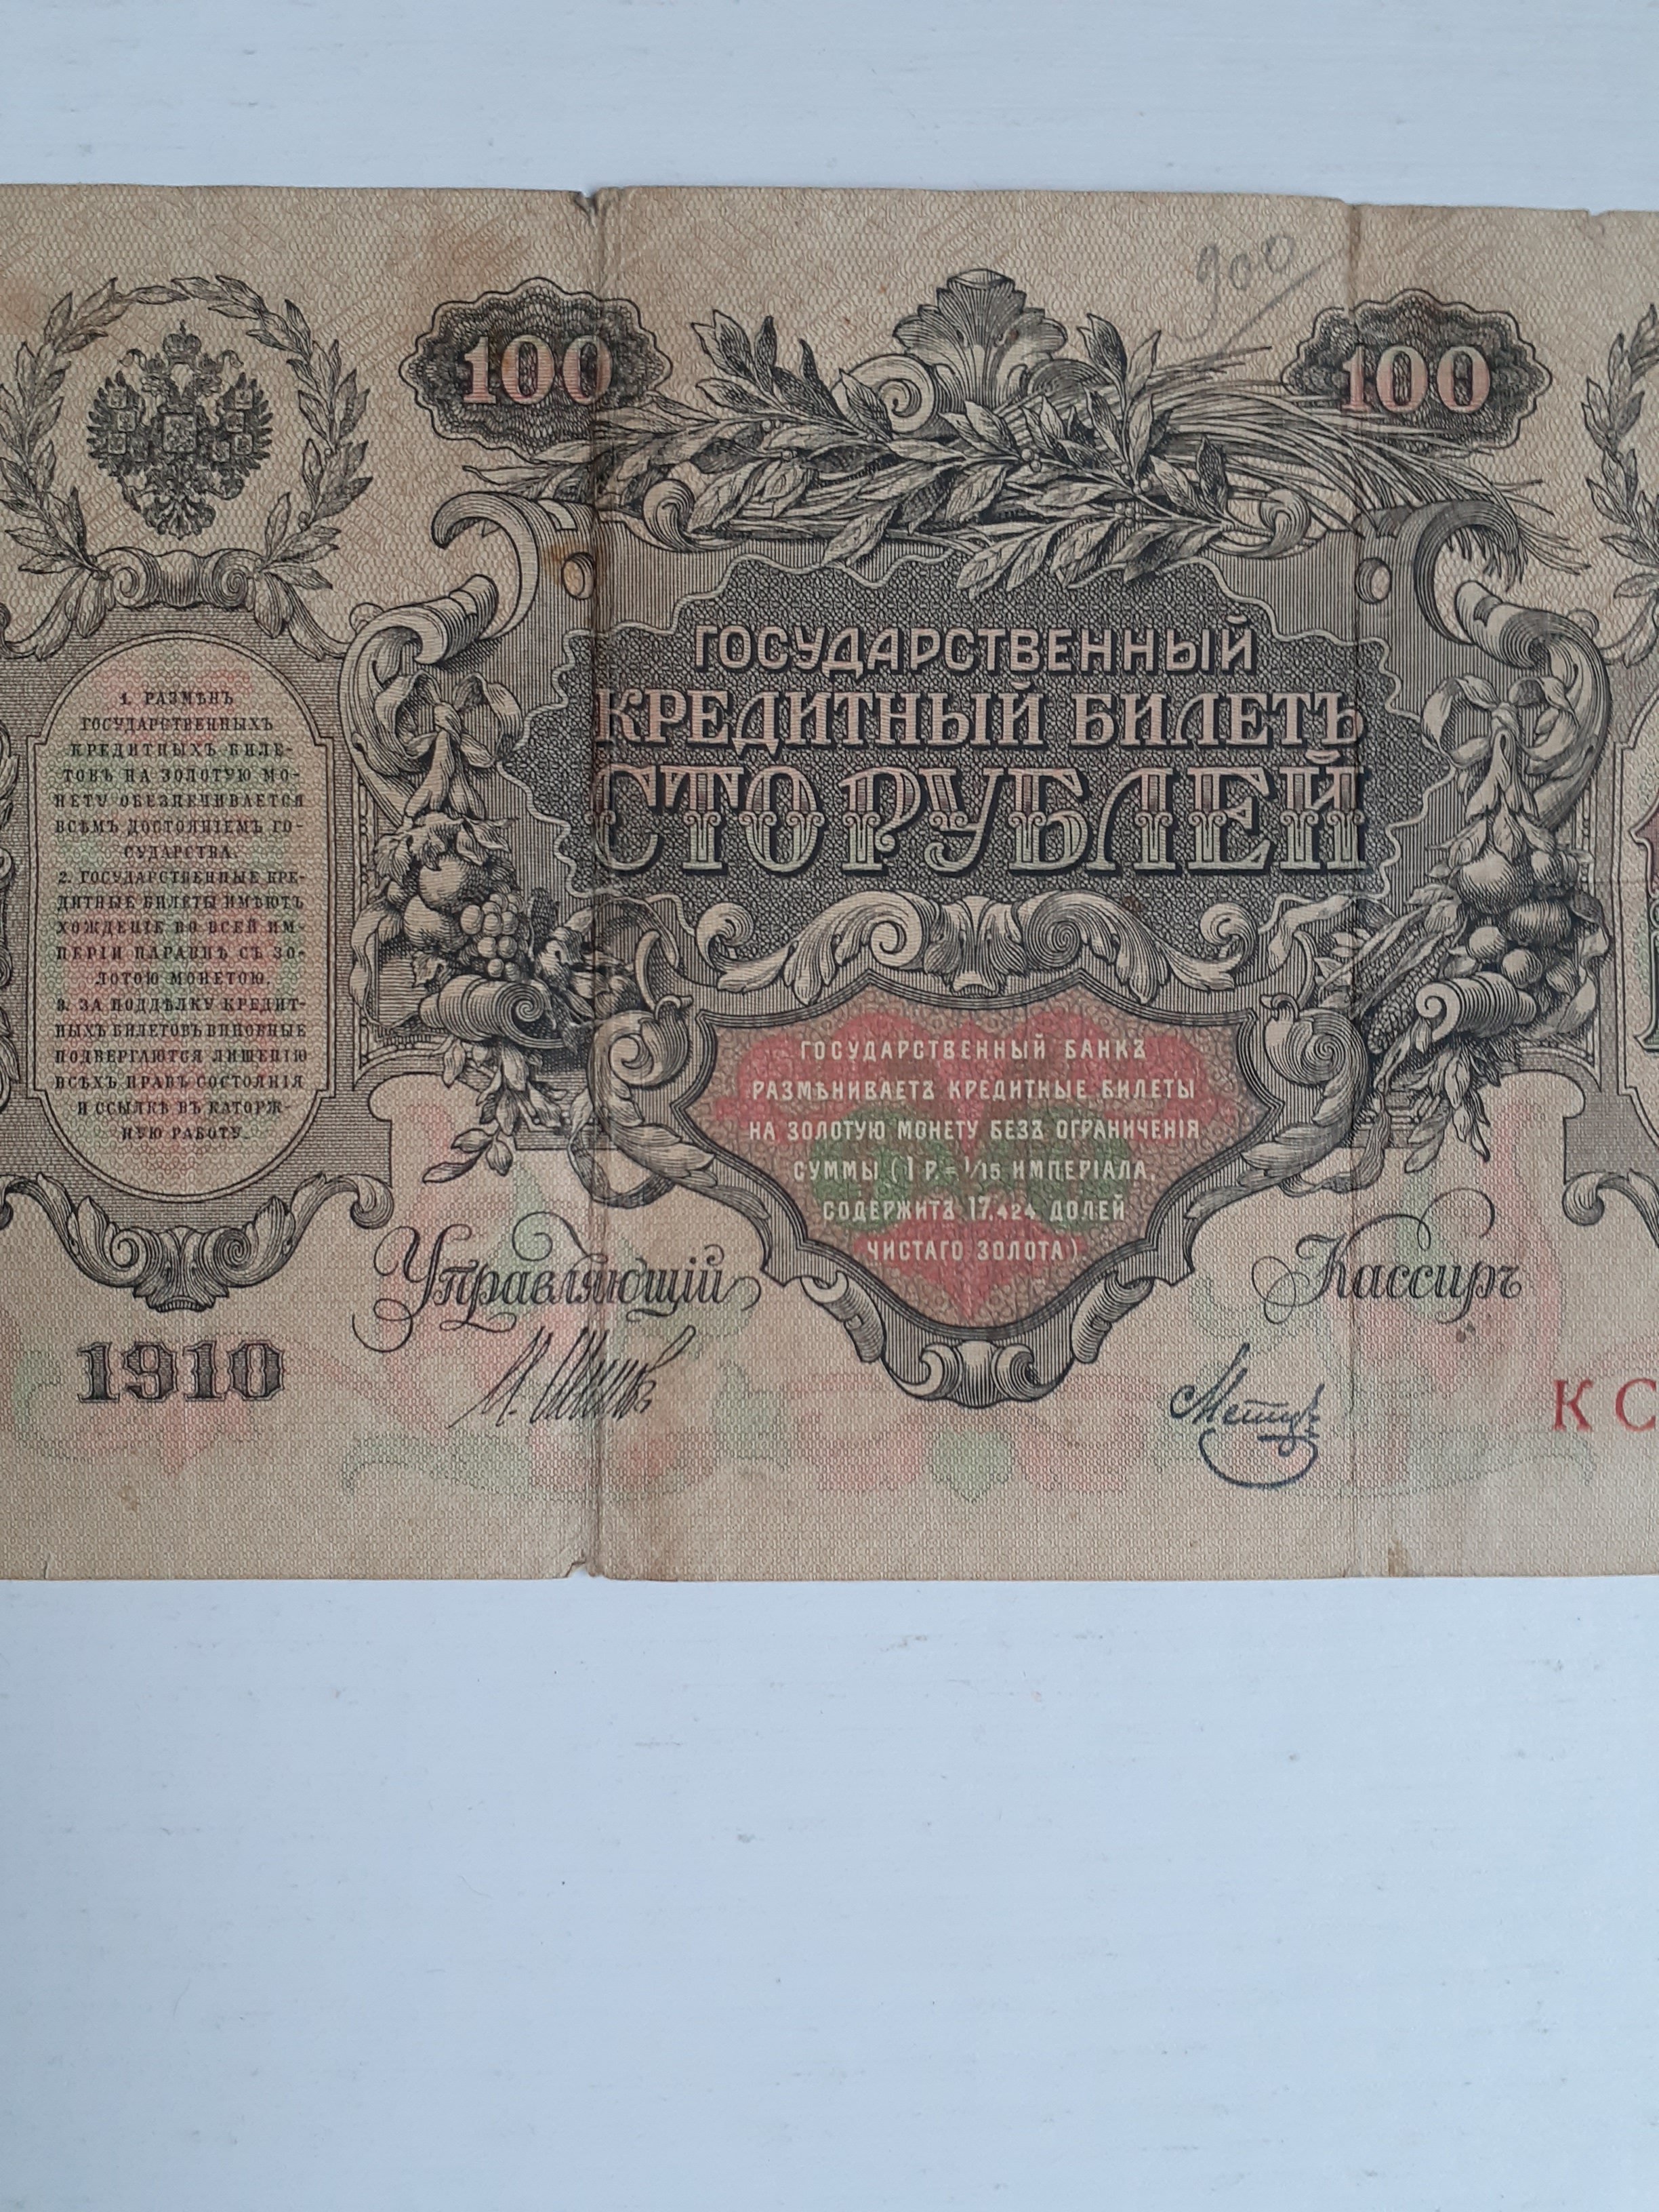 900
100 100
ГОСУДАРСТВЕННЫЙ
КРЕДИТНЫЙ БИЛЕТЪ
СТО РУБЛЕЙ
1. РАЗМѢНЪ
ГОСУДАРСТВЕННЫХЪ
КРЕДИТНЫХЪ БИЛЕ-
ТОВЪ НА ЗОЛОТУЮ МО-
НЕТУ ОБЕЗПЕЧИВАЕТСЯ
ВСѢМЪ ДОСТОЯНІЕМЪ ГО-
СУДАРСТВА.
2. ГОСУДАРСТВЕННЫЕ КРЕ-
ДИТНЫЕ БИЛЕТЫ ИМѢЮТЪ
ХОЖДЕНІЕ ВО ВСЕЙ ИМ-
ПЕРІИ НАРАВНѢ СЪ ЗО-
ЛОТОЮ МОНЕТОЮ.
3. ЗА ПОДДѢЛКУ КРЕДИТ-
НЫХЪ БИЛЕТОВЪ ВИНОВНЫЕ
ПОДВЕРГАЮТСЯ ЛИШЕНІЮ
ВСѢХЪ ПРАВЪ СОСТОЯНІЯ
И ССЫЛКѢ ВЪ КАТОРЖ-
НУЮ РАБОТУ.
ГОСУДАРСТВЕННЫЙ БАНКЪ
РАЗМѢНИВАЕТЪ КРЕДИТНЫЕ БИЛЕТЫ
НА ЗОЛОТУЮ МОНЕТУ БЕЗЪ ОГРАНИЧЕНІЯ
СУММЫ (1 Р.= 1/15 ИМПЕРІАЛА,
СОДЕРЖИТЪ 17,424 ДОЛЕЙ
ЧИСТАГО ЗОЛОТА)
Управляющій Кассиръ
1910
И. Шиповъ Метцъ
К С